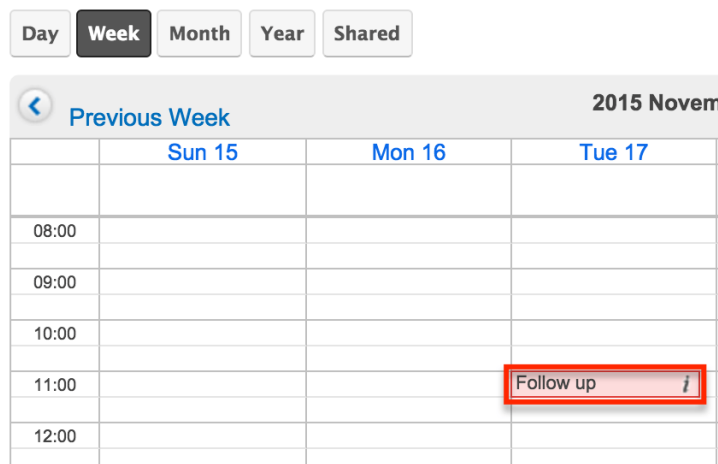 Day Week Month Year Shared
Previous Week
2015 Novem
Sun 15 Mon 16 Tue 17
08:00
09:00
10:00
11:00 Follow up i
12:00